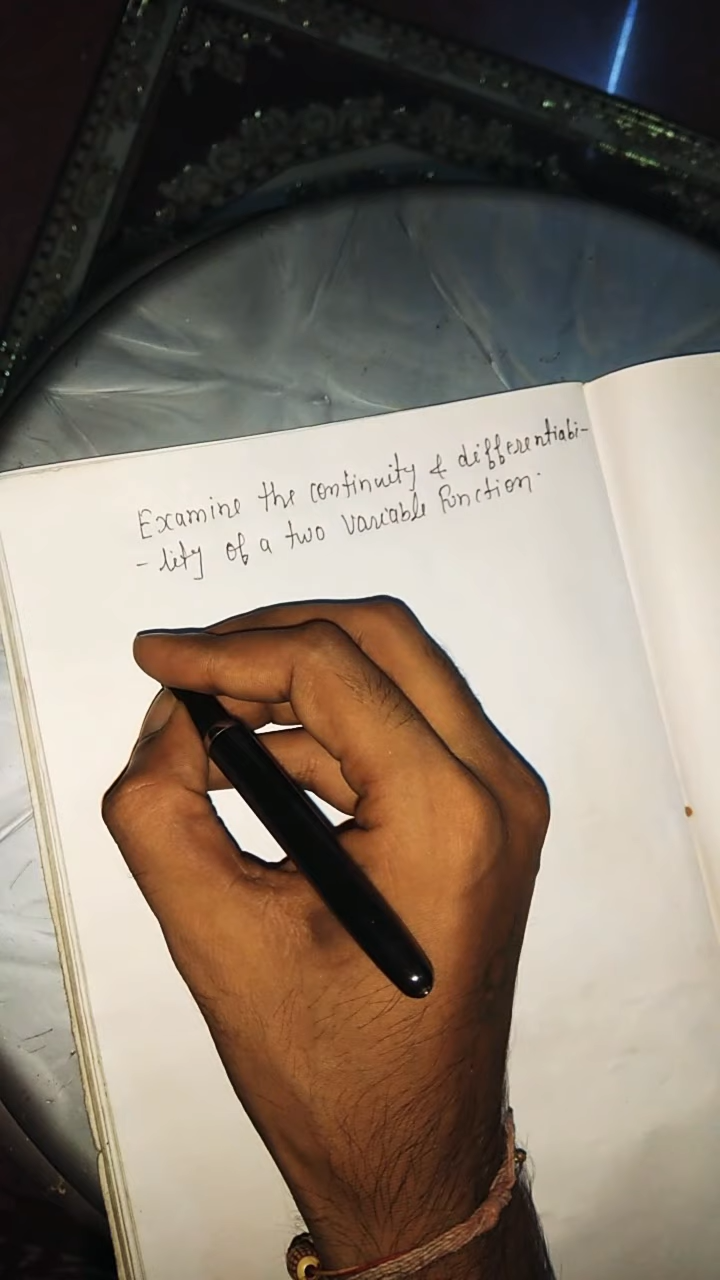 Examine the continuity & differentiabi-
- lity of a two variable function.